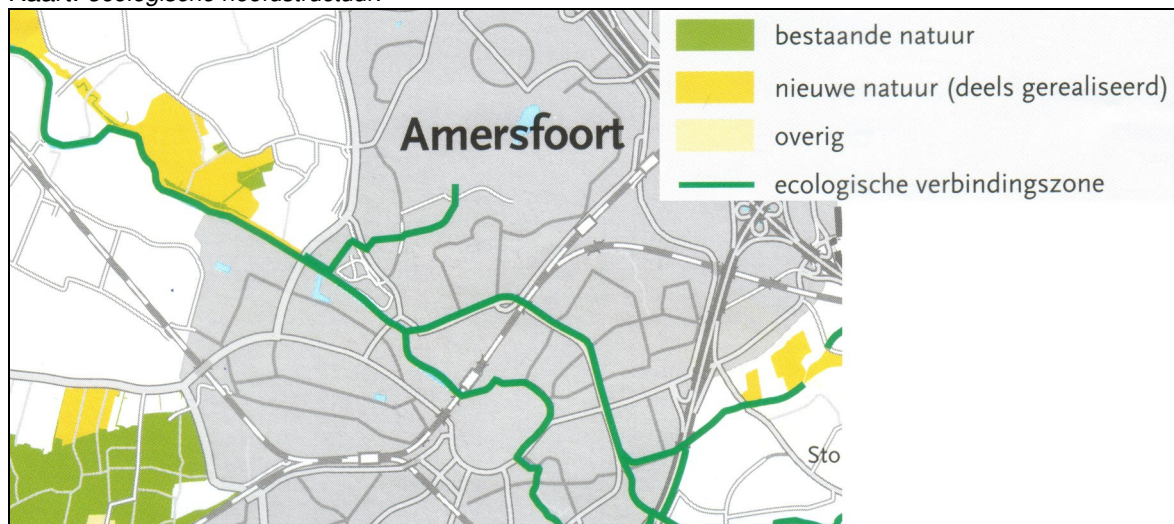 Kaart: ecologische hoofdstructuur.
Amersfoort
bestaande natuur
nieuwe natuur (deels gerealiseerd)
overig
ecologische verbindingszone
Sto